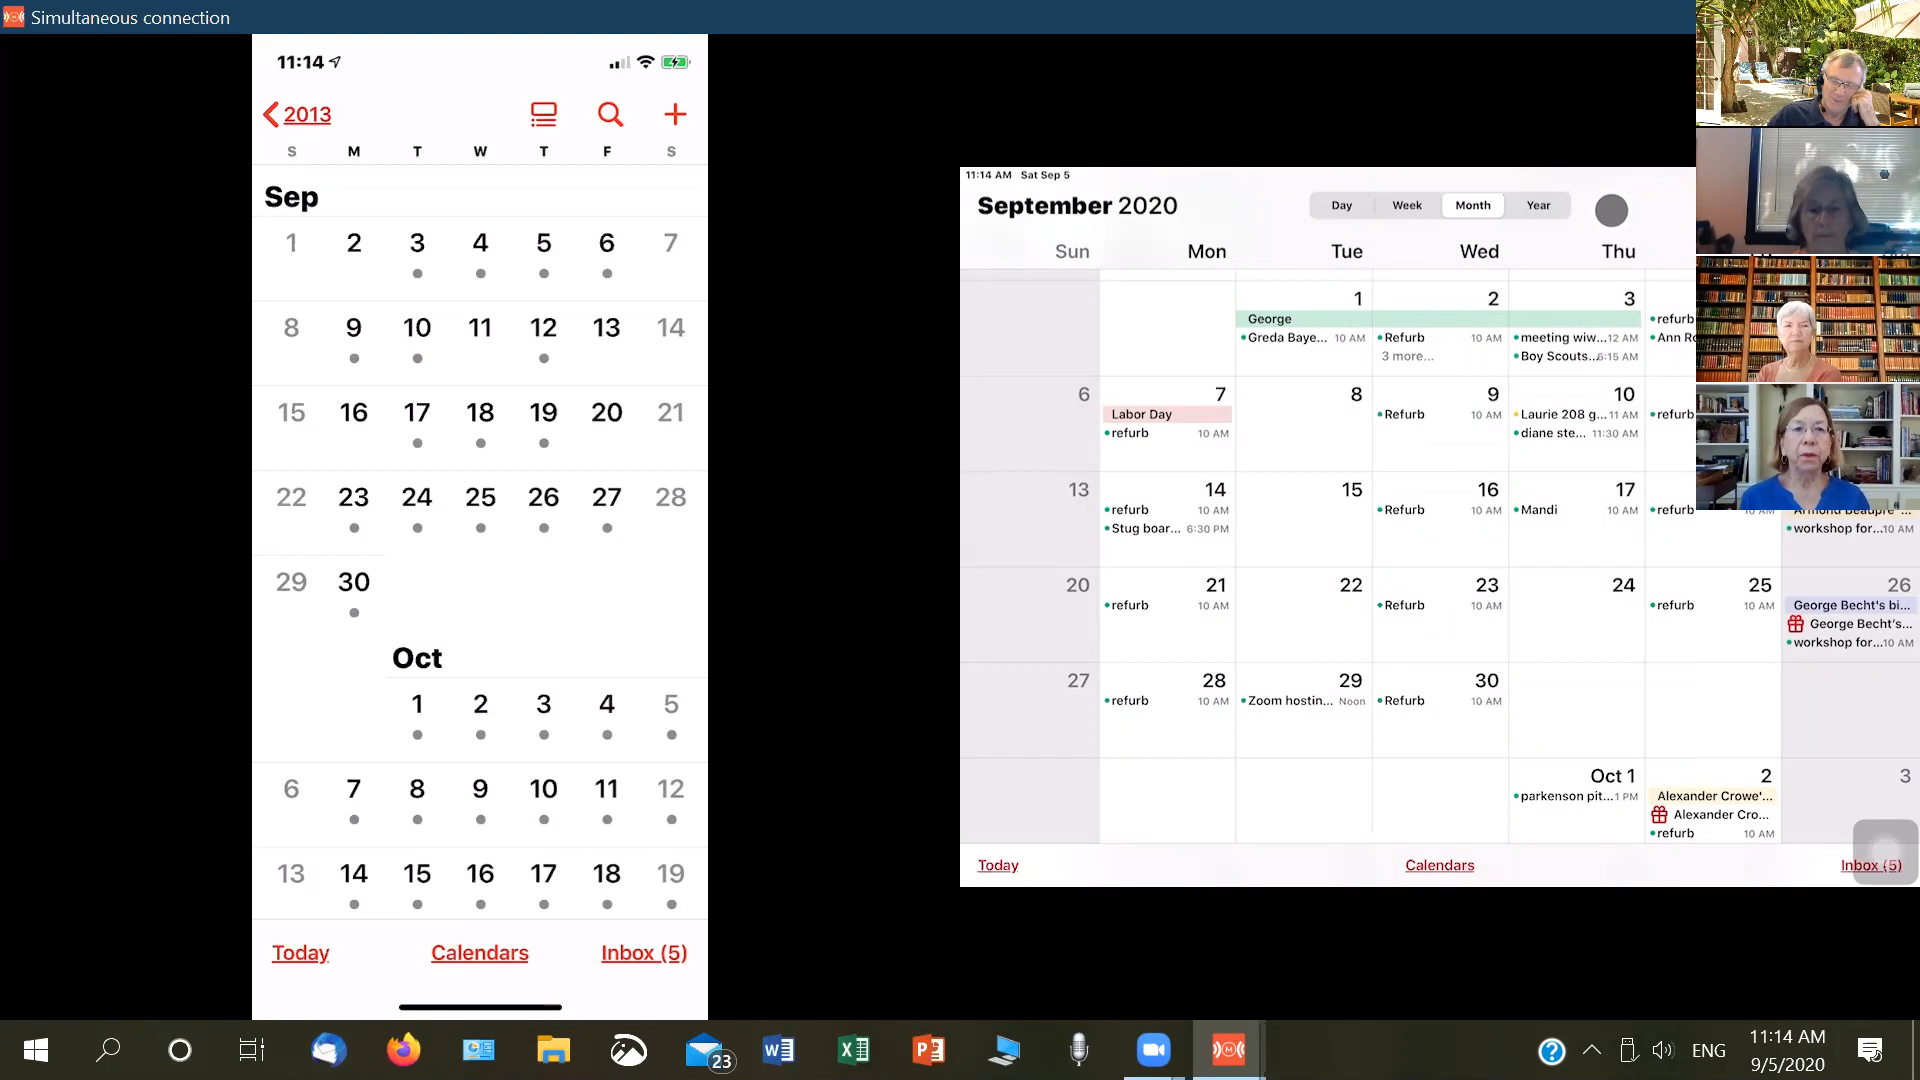 Simultaneous connection
11:14
2013
S M T W T F S
Sep
1 2 3 4 5 6 7
8 9 10 11 12 13 14
15 16 17 18 19 20 21
22 23 24 25 26 27 28
29 30
Oct
1 2 3 4 5
6 7 8 9 10 11 12
13 14 15 16 17 18 19
Today Calendars Inbox (5)
11:14 AM Sat Sep 5
September 2020
Day Week Month Year
Sun Mon Tue Wed Thu
1 2 3
George
Greda Baye... 10 AM Refurb 10 AM meeting wiw...12 AM refurb
3 more... Boy Scouts...6:15 AM Ann
6 7 8 9 10
Labor Day Refurb 10 AM Laurie 208 g... 11 AM refurb
refurb 10 AM diane ste... 11:30 AM
13 14 15 16 17
refurb 10 AM Refurb 10 AM Mandi 10 AM refurb 10 AM Armond Beaupre'
Stug boar... 6:30 PM workshop for...10 AM
20 21 22 23 24 25 26
refurb 10 AM Refurb 10 AM refurb 10 AM George Becht's bi...
George Becht's...
workshop for...10 AM
27 28 29 30
refurb 10 AM Zoom hostin... Noon Refurb 10 AM
Oct 1 2 3
parkenson pit...1 PM Alexander Crowe'...
Alexander Cro...
refurb 10 AM
Today Calendars Inbox (5)
23
ENG
11:14 AM
9/5/2020